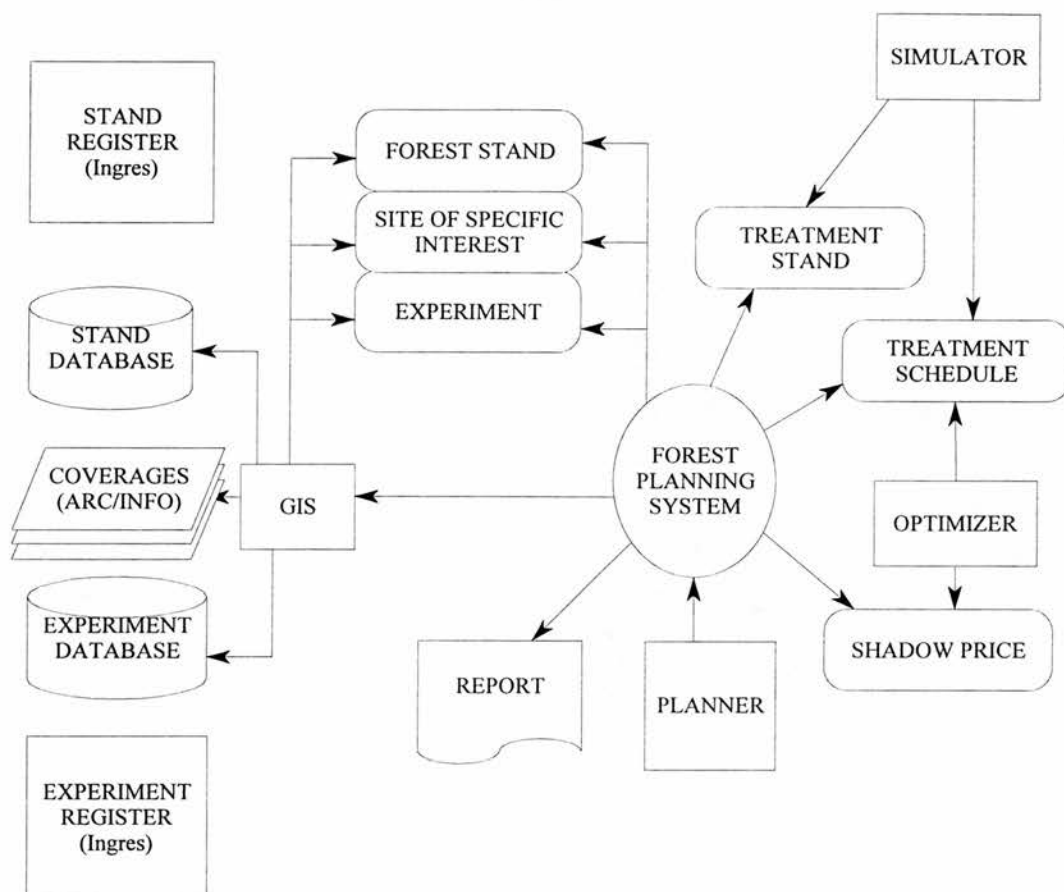 SIMULATOR
STAND
REGISTER
(Ingres)
FOREST STAND
SITE OF SPECIFIC
INTEREST
EXPERIMENT
TREATMENT
STAND
STAND
DATABASE
TREATMENT
SCHEDULE
COVERAGES
(ARC/INFO)
GIS
FOREST
PLANNING
SYSTEM
OPTIMIZER
EXPERIMENT
DATABASE
REPORT
PLANNER
SHADOW PRICE
EXPERIMENT
REGISTER
(Ingres)